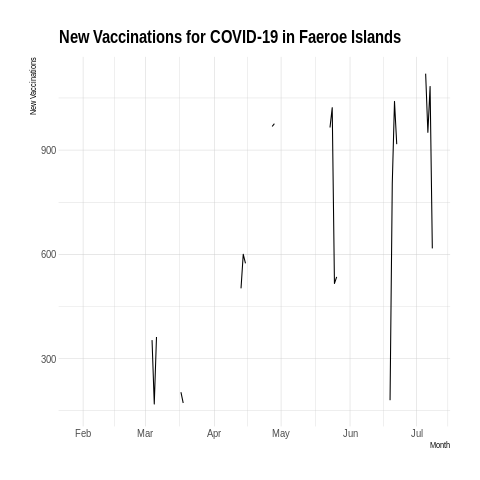 New Vaccinations for COVID-19 in Faeroe Islands
New Vaccinations
900
600
300
Feb Mar Apr May Jun Jul
Month